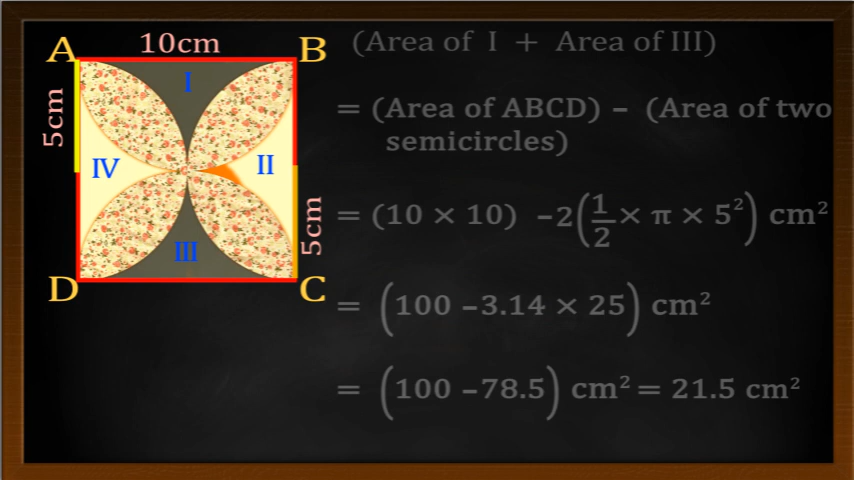 A 10cm B
5cm
I
IV
II
III
5cm
D C
(Area of I + Area of III)
= (Area of ABCD) – (Area of two
semicircles)
= (10 × 10) –2(1/2 × π × 5²) cm²
= (100 –3.14 × 25) cm²
= (100 –78.5) cm² = 21.5 cm²